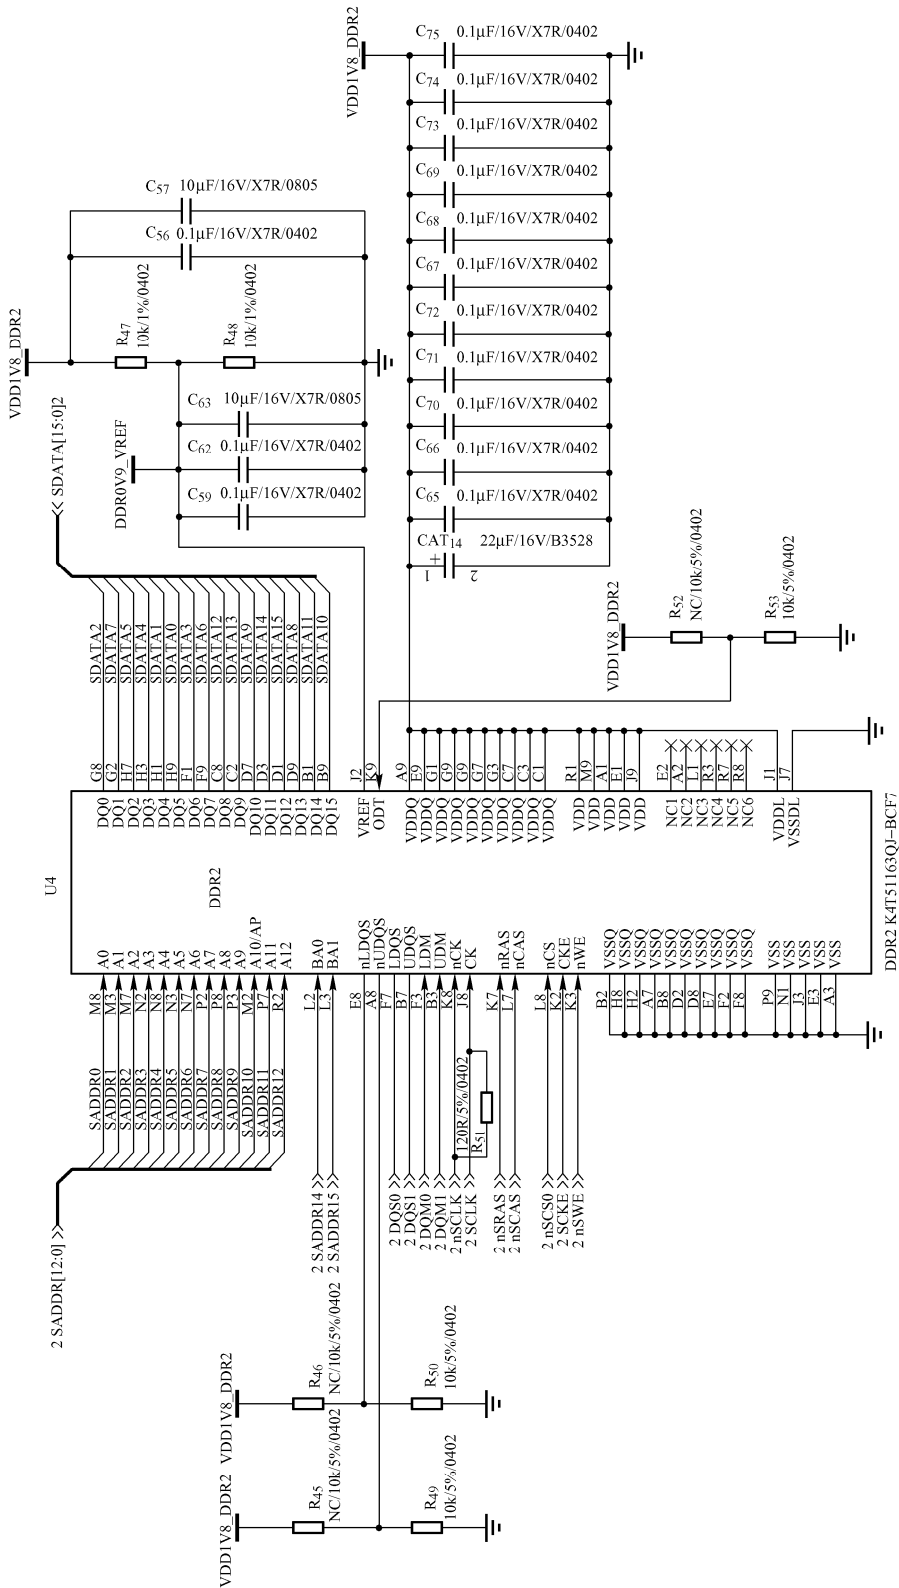 VDD1V8_DDR2
C75 0.1μF/16V/X7R/0402
C74 0.1μF/16V/X7R/0402
C73 0.1μF/16V/X7R/0402
C69 0.1μF/16V/X7R/0402
C68 0.1μF/16V/X7R/0402
C67 0.1μF/16V/X7R/0402
C72 0.1μF/16V/X7R/0402
C71 0.1μF/16V/X7R/0402
C70 0.1μF/16V/X7R/0402
C66 0.1μF/16V/X7R/0402
C65 0.1μF/16V/X7R/0402
CAT14 22μF/16V/B3528
+
1
2
C57 10μF/16V/X7R/0805
C56 0.1μF/16V/X7R/0402
VDD1V8_DDR2
R47
10k/1%/0402
R48
10k/1%/0402
C63 10μF/16V/X7R/0805
C62 0.1μF/16V/X7R/0402
C59 0.1μF/16V/X7R/0402
DDR0V9_VREF
SDATA[15:0]2
SDATA2 G8 DQ0
SDATA7 G2 DQ1
SDATA5 H7 DQ2
SDATA4 H3 DQ3
SDATA1 H1 DQ4
SDATA0 H9 DQ5
SDATA3 F1 DQ6
SDATA6 F9 DQ7
SDATA12 C8 DQ8
SDATA13 C2 DQ9
SDATA9 D7 DQ10
SDATA14 D3 DQ11
SDATA15 D1 DQ12
SDATA8 D9 DQ13
SDATA11 B1 DQ14
SDATA10 B9 DQ15
J2 VREF
K9 ODT
A9 VDDQ
E9 VDDQ
G1 VDDQ
G9 VDDQ
G9 VDDQ
G7 VDDQ
G3 VDDQ
C7 VDDQ
C3 VDDQ
C1 VDDQ
R1 VDD
M9 VDD
A1 VDD
E1 VDD
J9 VDD
E2 NC1
A2 NC2
L1 NC3
R3 NC4
R7 NC5
R8 NC6
J1 VDDL
J7 VSSDL
VDD1V8_DDR2
R52
NC/10k/5%/0402
R53
10k/5%/0402
U4
DDR2
DDR2 K4T51163QJ-BCF7
2 SADDR[12:0]
SADDR0 M8 A0
SADDR1 M3 A1
SADDR2 M7 A2
SADDR3 N2 A3
SADDR4 N8 A4
SADDR5 N3 A5
SADDR6 N7 A6
SADDR7 P2 A7
SADDR8 P8 A8
SADDR9 P3 A9
SADDR10 M2 A10/AP
SADDR11 P7 A11
SADDR12 R2 A12
2 SADDR14 L2 BA0
2 SADDR15 L3 BA1
E8 nLDQS
A8 nUDQS
2 DQS0 F7 LDQS
2 DQS1 B7 UDQS
2 DQM0 F3 LDM
2 DQM1 B3 UDM
2 nSCLK K8 nCK
2 SCLK J8 CK
120R/5%/0402
R51
2 nSRAS K7 nRAS
2 nSCAS L7 nCAS
2 nSCS0 L8 nCS
2 SCKE K2 CKE
2 nSWE K3 nWE
B2 VSSQ
H8 VSSQ
H2 VSSQ
A7 VSSQ
B8 VSSQ
D2 VSSQ
D8 VSSQ
E7 VSSQ
F2 VSSQ
F8 VSSQ
P9 VSS
N1 VSS
J3 VSS
E3 VSS
A3 VSS
VDD1V8_DDR2
R46
NC/10k/5%/0402
R50
10k/5%/0402
VDD1V8_DDR2
R45
NC/10k/5%/0402
R49
10k/5%/0402